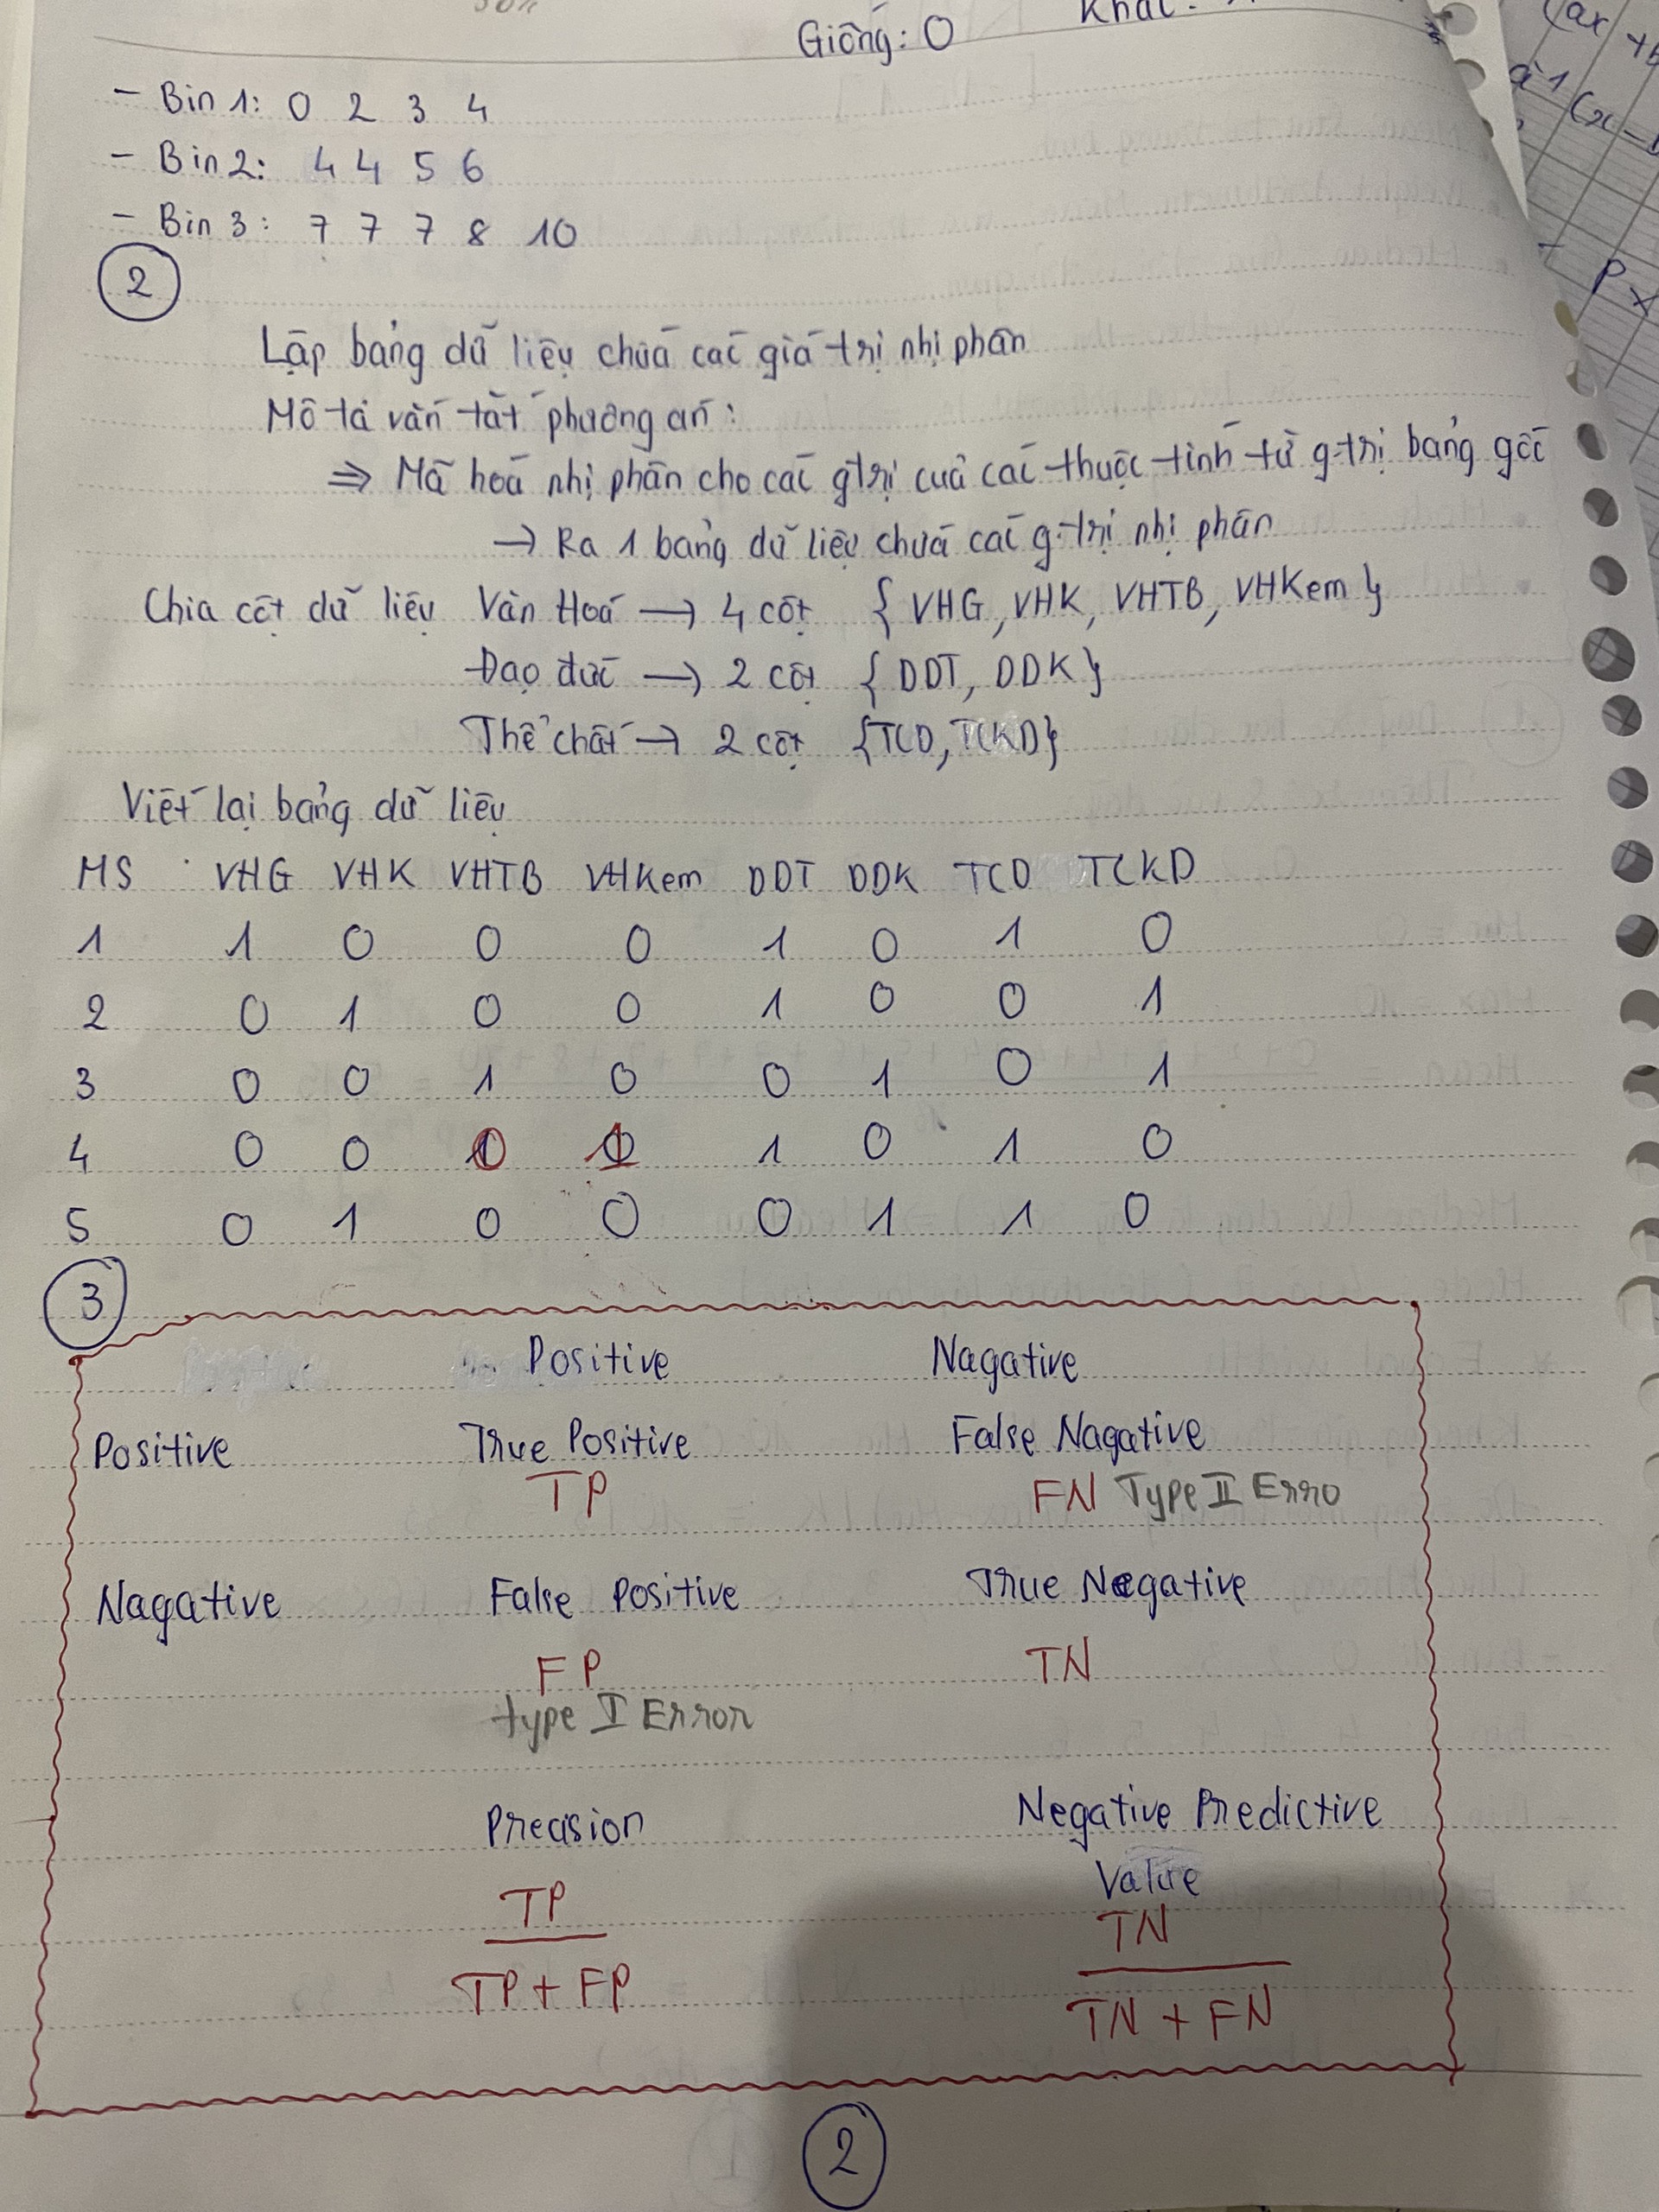 Giống: 0
- Bin 1: 0 2 3 4
- Bin 2: 4 4 5 6
- Bin 3: 7 7 7 8 10
2
Lập bảng dữ liệu chứa các giá trị nhị phân
Mô tả vắn tắt phương án:
⇒ Mã hoá nhị phân cho các gtrị của các thuộc tính từ g.trị bảng gốc
→ Ra 1 bảng dữ liệu chứa các g.trị nhị phân
Chia cột dữ liệu Văn Hoá → 4 cột { VHG, VHK, VHTB, VHKem }
Đạo đức → 2 cột { DDT, DDK }
Thể chất → 2 cột {TCD, TCKD}
Viết lại bảng dữ liệu
MS VHG VHK VHTB VHKem DDT DDK TCD TCKD
1 1 0 0 0 1 0 1 0
2 0 1 0 0 1 0 0 1
3 0 0 1 0 0 1 0 1
4 0 0 0 1 1 0 1 0
5 0 1 0 0 0 1 1 0
3
Positive Nagative
Positive True Positive False Nagative
TP FN Type II Erro
Nagative False Positive True Negative
FP TN
type I Error
Precision Negative Predictive
Value
TP TN
TP + FP TN + FN
2